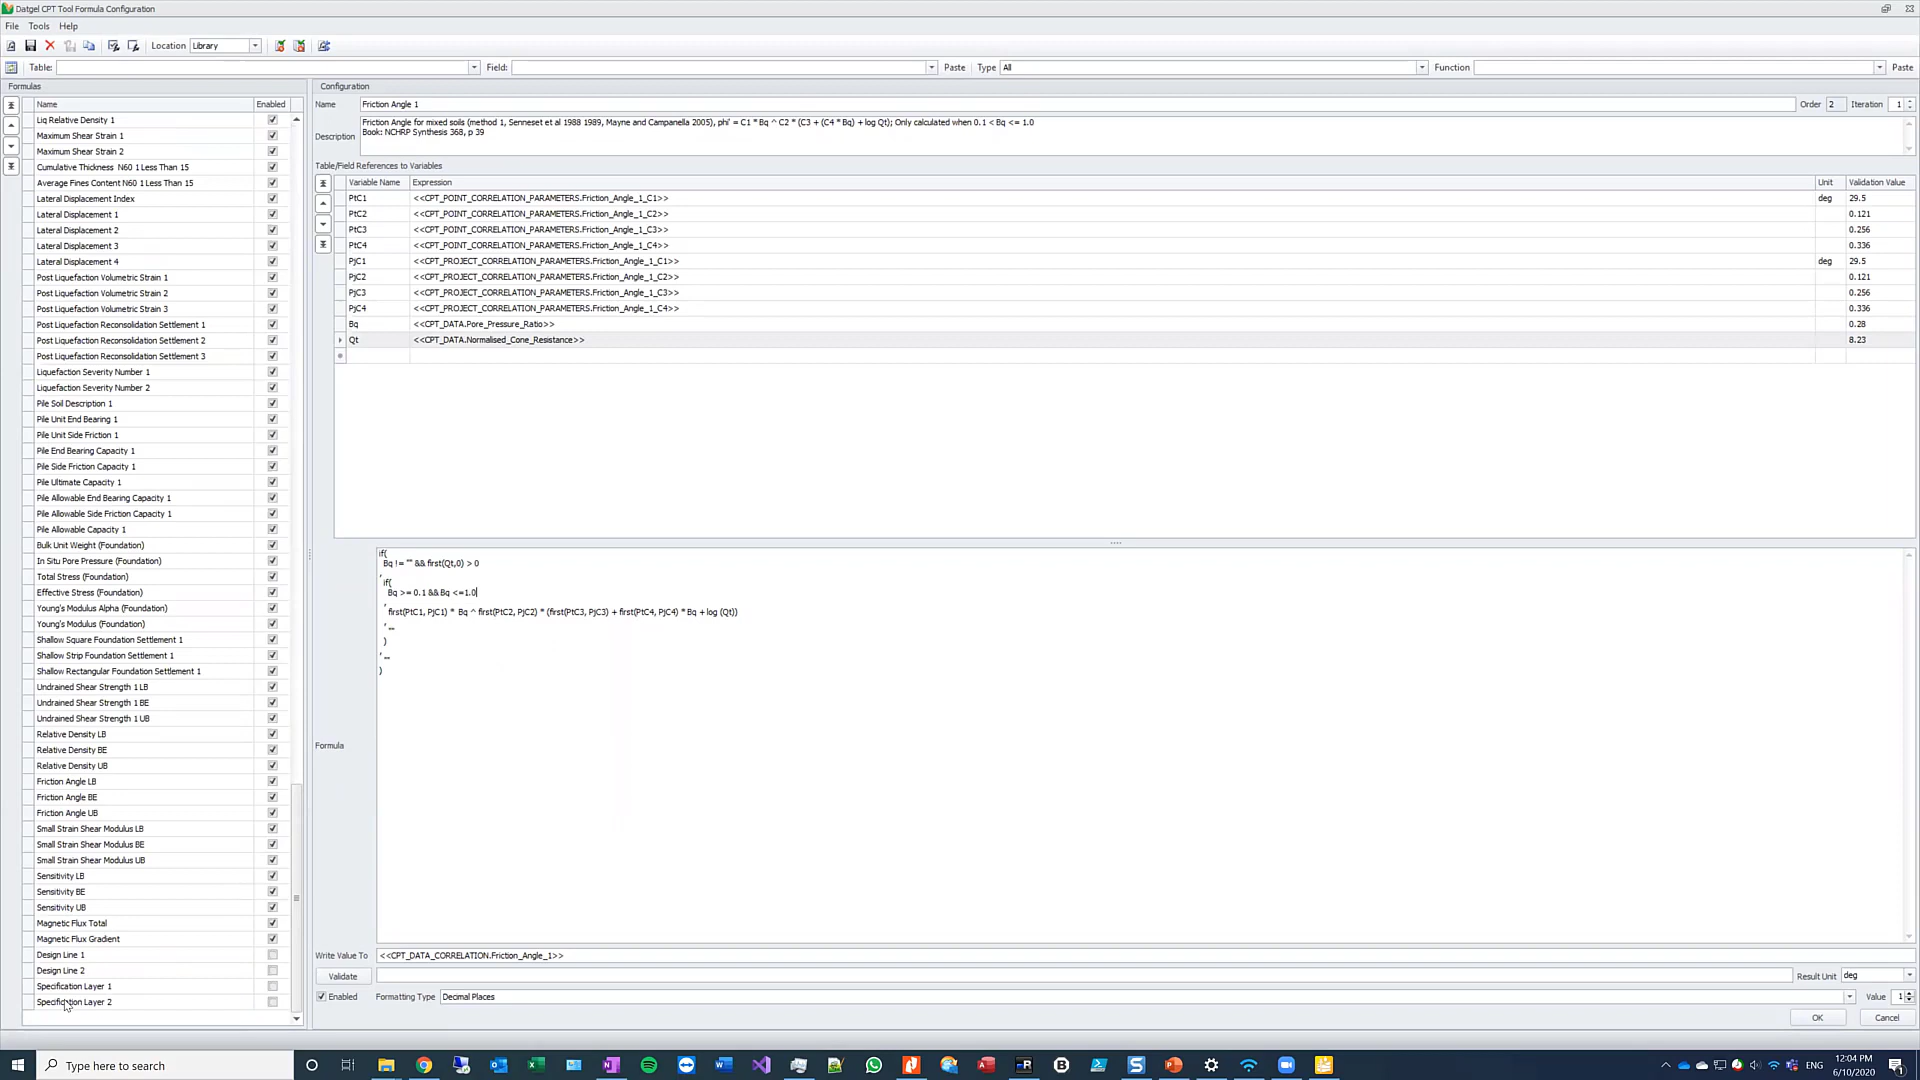 Datgel CPT Tool Formula Configuration
File Tools Help
Location Library
Table: Field: Paste Type All Function Paste
Formulas
Name Enabled
Liq Relative Density 1
Maximum Shear Strain 1
Maximum Shear Strain 2
Cumulative Thickness N60 1 Less Than 15
Average Fines Content N60 1 Less Than 15
Lateral Displacement Index
Lateral Displacement 1
Lateral Displacement 2
Lateral Displacement 3
Lateral Displacement 4
Post Liquefaction Volumetric Strain 1
Post Liquefaction Volumetric Strain 2
Post Liquefaction Volumetric Strain 3
Post Liquefaction Reconsolidation Settlement 1
Post Liquefaction Reconsolidation Settlement 2
Post Liquefaction Reconsolidation Settlement 3
Liquefaction Severity Number 1
Liquefaction Severity Number 2
Pile Soil Description 1
Pile Unit End Bearing 1
Pile Unit Side Friction 1
Pile End Bearing Capacity 1
Pile Side Friction Capacity 1
Pile Ultimate Capacity 1
Pile Allowable End Bearing Capacity 1
Pile Allowable Side Friction Capacity 1
Pile Allowable Capacity 1
Bulk Unit Weight (Foundation)
In Situ Pore Pressure (Foundation)
Total Stress (Foundation)
Effective Stress (Foundation)
Young's Modulus Alpha (Foundation)
Young's Modulus (Foundation)
Shallow Square Foundation Settlement 1
Shallow Strip Foundation Settlement 1
Shallow Rectangular Foundation Settlement 1
Undrained Shear Strength 1 LB
Undrained Shear Strength 1 BE
Undrained Shear Strength 1 UB
Relative Density LB
Relative Density BE
Relative Density UB
Friction Angle LB
Friction Angle BE
Friction Angle UB
Small Strain Shear Modulus LB
Small Strain Shear Modulus BE
Small Strain Shear Modulus UB
Sensitivity LB
Sensitivity BE
Sensitivity UB
Magnetic Flux Total
Magnetic Flux Gradient
Design Line 1
Design Line 2
Specification Layer 1
Specification Layer 2
Configuration
Name Friction Angle 1 Order 2 Iteration 1
Description
Friction Angle for mixed soils (method 1, Senneset et al 1988 1989, Mayne and Campanella 2005), phi' = C1 * Bq ^ C2 * (C3 + (C4 * Bq) + log Qt); Only calculated when 0.1 < Bq <= 1.0
Book: NCHRP Synthesis 368, p 39
Table/Field References to Variables
Variable Name Expression Unit Validation Value
PtC1 <<CPT_POINT_CORRELATION_PARAMETERS.Friction_Angle_1_C1>> deg 29.5
PtC2 <<CPT_POINT_CORRELATION_PARAMETERS.Friction_Angle_1_C2>> 0.121
PtC3 <<CPT_POINT_CORRELATION_PARAMETERS.Friction_Angle_1_C3>> 0.256
PtC4 <<CPT_POINT_CORRELATION_PARAMETERS.Friction_Angle_1_C4>> 0.336
PjC1 <<CPT_PROJECT_CORRELATION_PARAMETERS.Friction_Angle_1_C1>> deg 29.5
PjC2 <<CPT_PROJECT_CORRELATION_PARAMETERS.Friction_Angle_1_C2>> 0.121
PjC3 <<CPT_PROJECT_CORRELATION_PARAMETERS.Friction_Angle_1_C3>> 0.256
PjC4 <<CPT_PROJECT_CORRELATION_PARAMETERS.Friction_Angle_1_C4>> 0.336
Bq <<CPT_DATA.Pore_Pressure_Ratio>> 0.28
Qt <<CPT_DATA.Normalised_Cone_Resistance>> 8.23
Formula
if(
Bq != "" && first(Qt,0) > 0
,
if(
Bq >= 0.1 && Bq <=1.0
,
first(PtC1, PjC1) * Bq ^ first(PtC2, PjC2) * (first(PtC3, PjC3) + first(PtC4, PjC4) * Bq + log (Qt))
, ""
)
, ""
)
Write Value To <<CPT_DATA_CORRELATION.Friction_Angle_1>>
Validate Result Unit deg
Enabled Formatting Type Decimal Places Value 1
OK Cancel
Type here to search
ENG
12:04 PM
6/10/2020